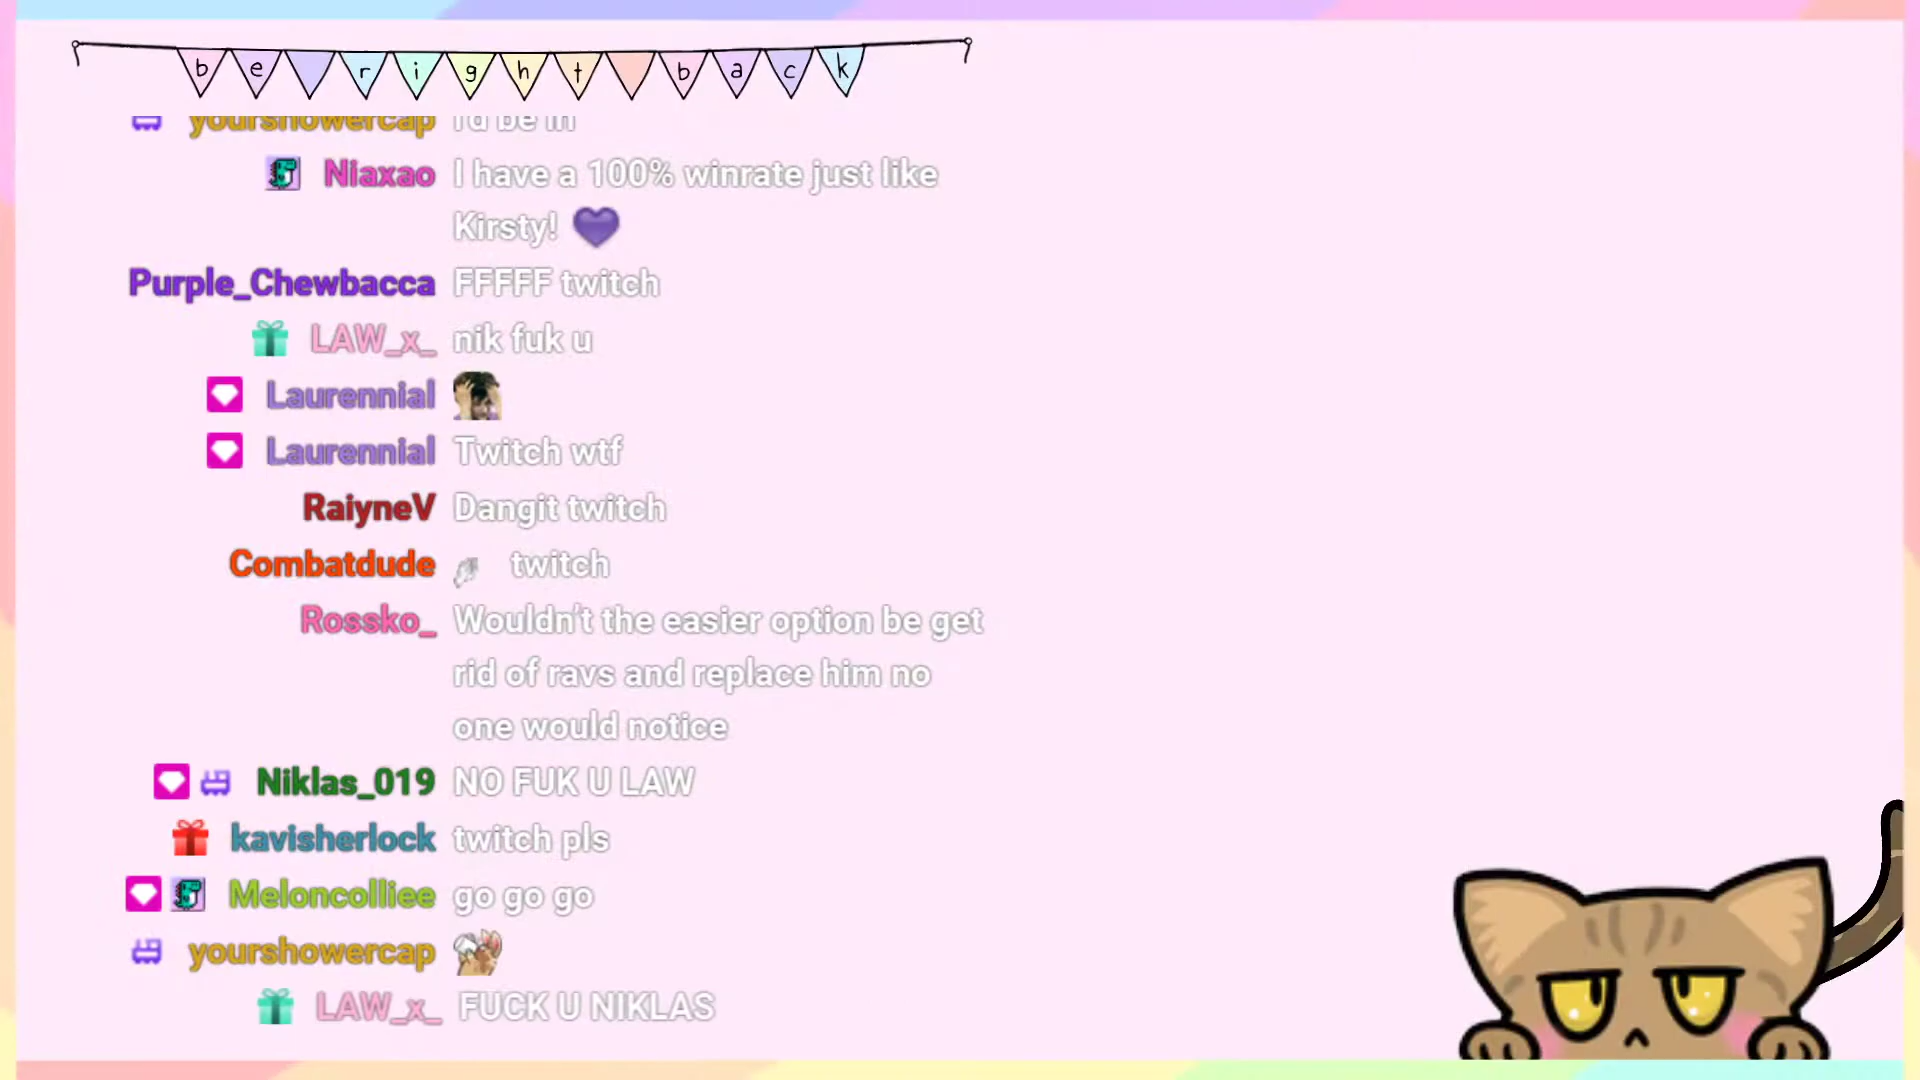 be right back
yourshowercap I'd be in
Niaxao I have a 100% winrate just like
Kirsty!
Purple_Chewbacca FFFFF twitch
LAW_x_ nik fuk u
Laurennial
Laurennial Twitch wtf
RaiyneV Dangit twitch
Combatdude twitch
Rossko_ Wouldn't the easier option be get
rid of ravs and replace him no
one would notice
Niklas_019 NO FUK U LAW
kavisherlock twitch pls
Meloncolliee go go go
yourshowercap
LAW_x_ FUCK U NIKLAS